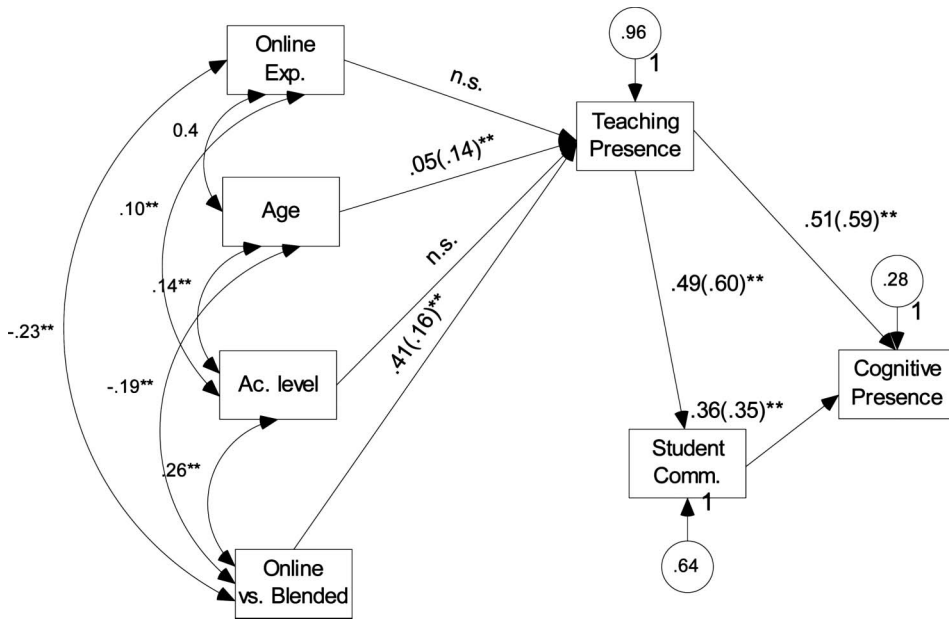 Online
Exp.
.96
1
n.s.
Teaching
Presence
0.4
.05(.14)**
Age
.10**
n.s.
.51(.59)**
.14**
.49(.60)**
.28
1
-.23**
.41(.16)**
-.19**
Ac. level
Cognitive
Presence
.36(.35)**
Student
Comm.
.26**
1
Online
vs. Blended
.64